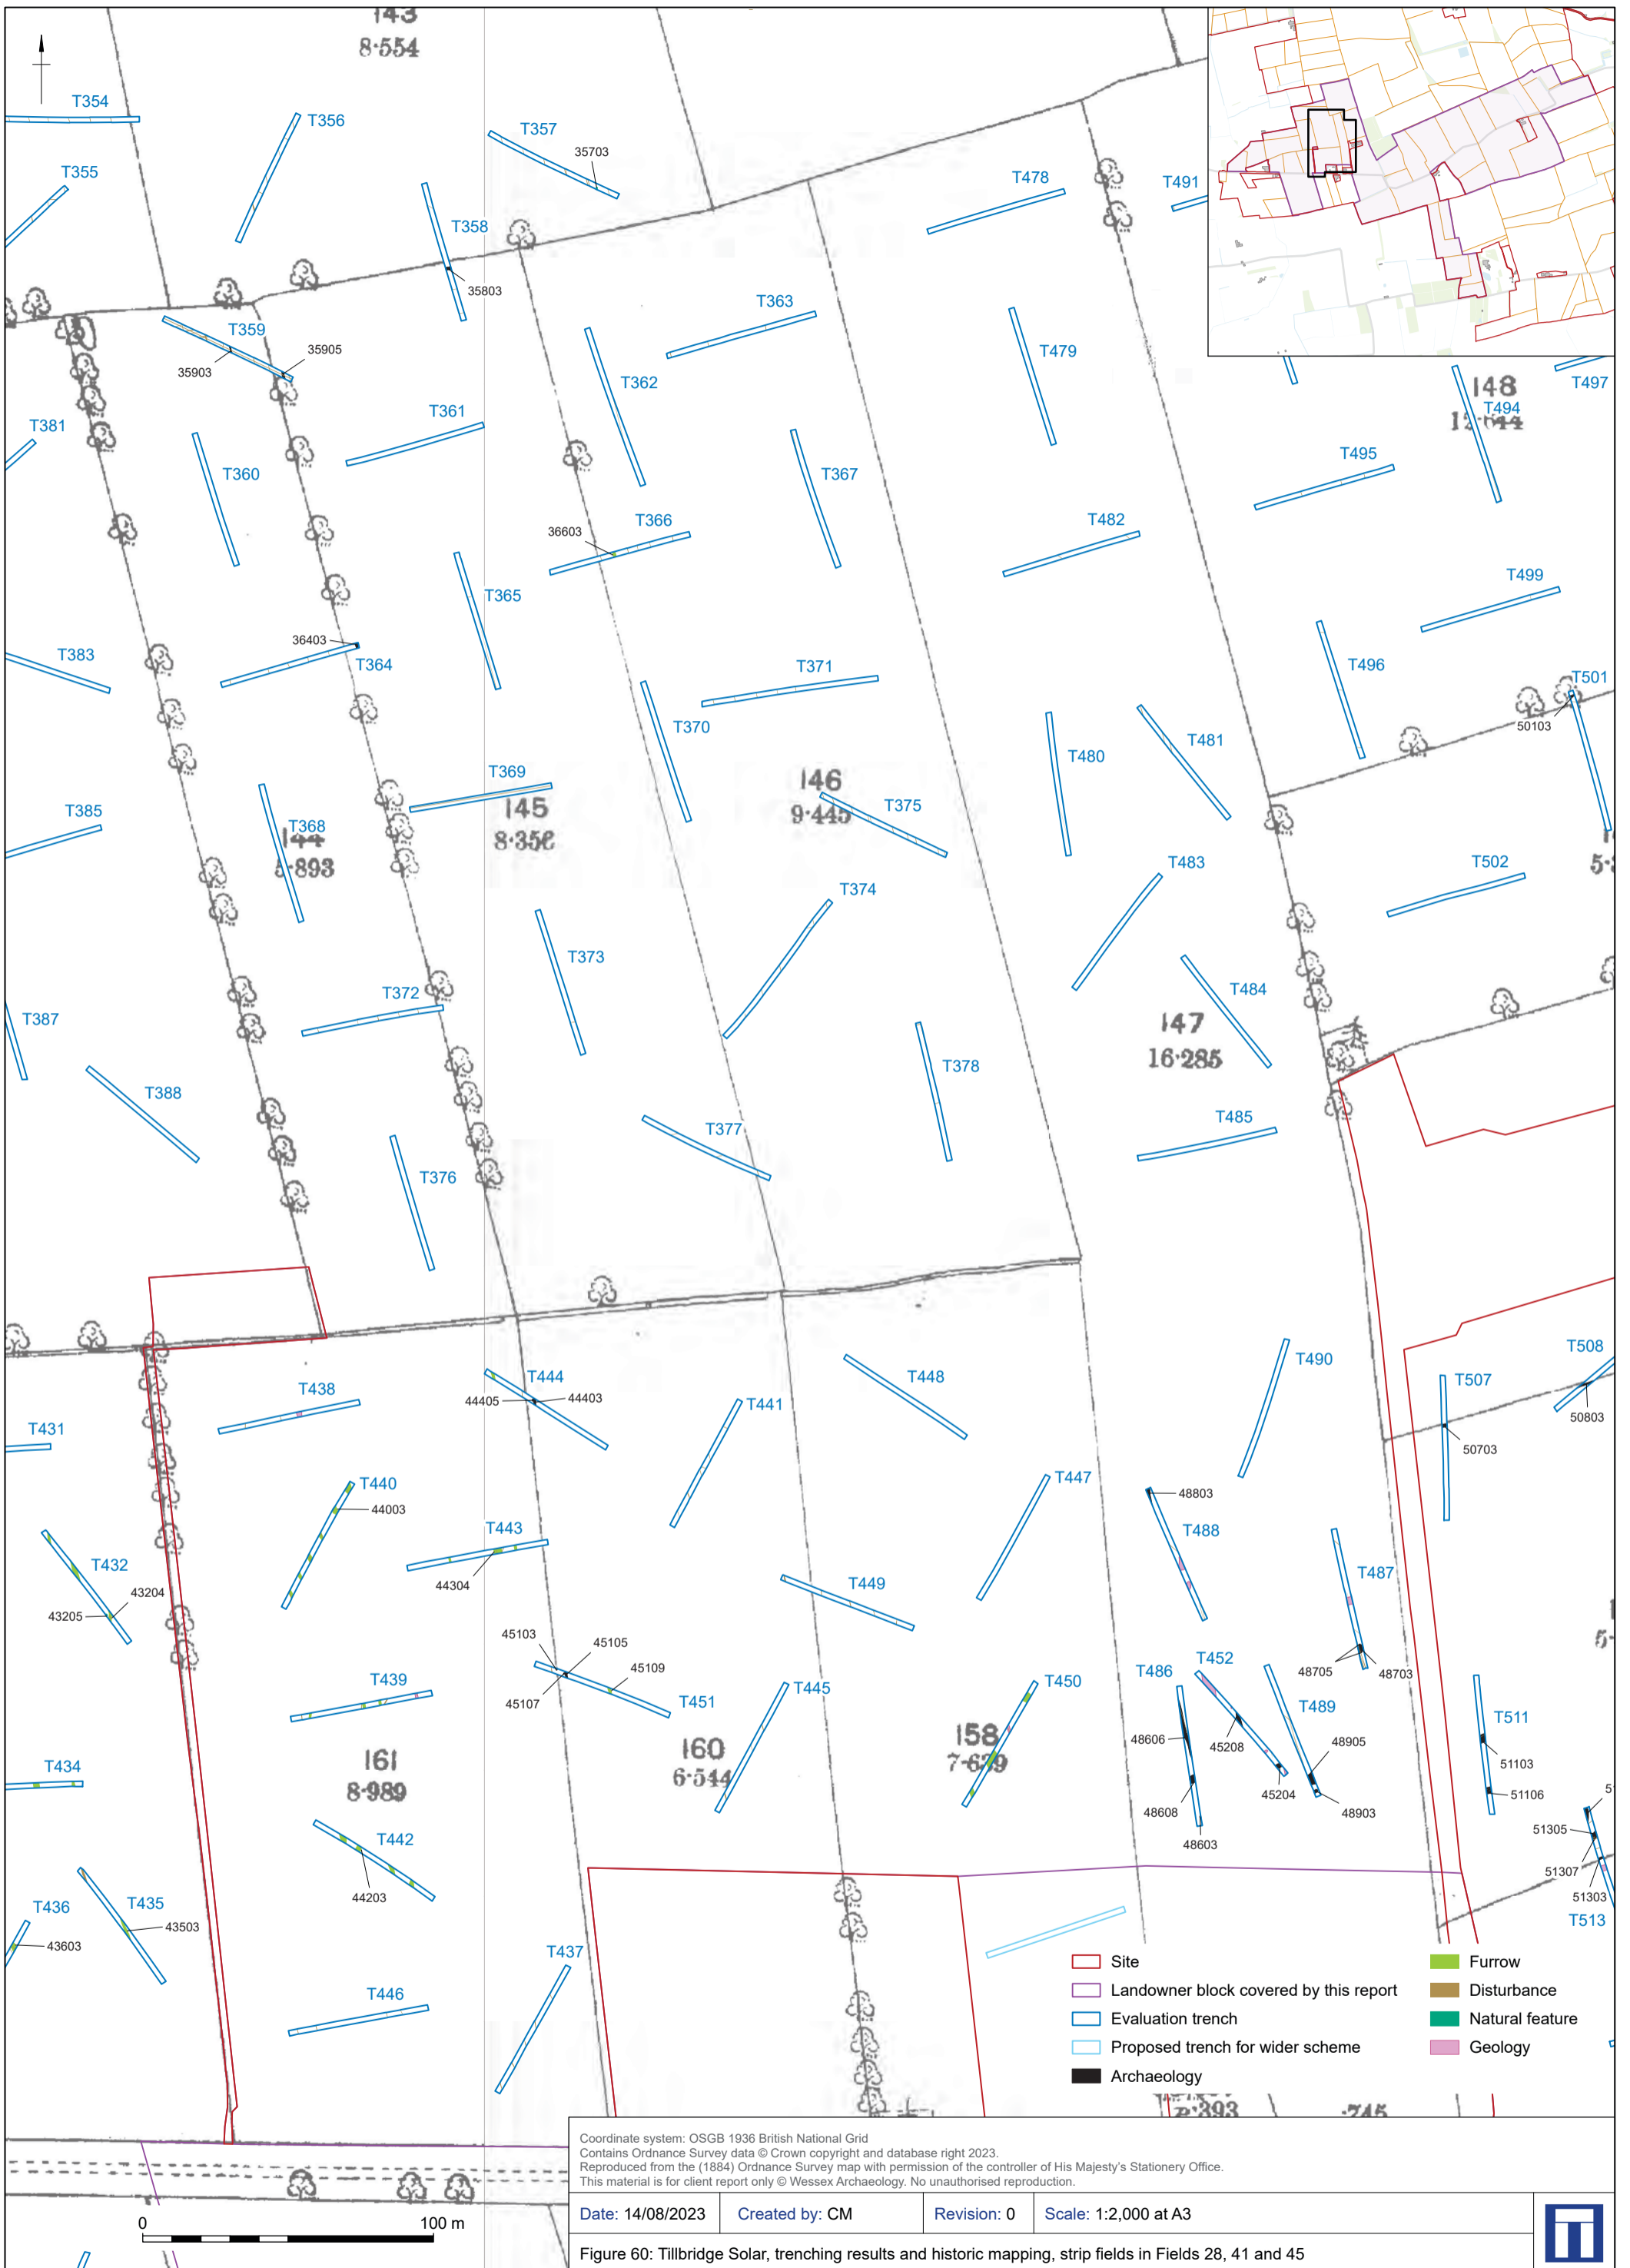 143
8·554
T354
T356
T357
35703
T355
T358
35803
T478
T491
T359
35903
35905
T363
T362
T479
T497
148
T494
T381
T361
T360
T367
T495
36603
T366
T482
T365
T499
36403
T364
T383
T371
T496
T501
50103
T370
T480
T481
T369
145
8·356
146
9·445
T375
T385
T368
144
5·893
T483
T502
T374
T373
T387
T372
T484
147
16·285
T378
T388
T377
T485
T376
T490
T508
T507
50803
50703
T444
44405
44403
T438
T448
T441
T431
T440
44003
T447
48803
T488
T443
44304
T432
43204
43205
T449
T487
48705
48703
45103
45105
45109
45107
T451
T439
T445
T450
T486
T452
T489
48606
45208
48905
T511
51103
161
8·989
160
6·544
158
7·639
T434
48608
45204
48903
51106
48603
51305
51307
51303
T513
T442
44203
T436
T435
43503
43603
T437
T446
Site
Landowner block covered by this report
Evaluation trench
Proposed trench for wider scheme
Archaeology
Furrow
Disturbance
Natural feature
Geology
·745
Coordinate system: OSGB 1936 British National Grid
Contains Ordnance Survey data © Crown copyright and database right 2023.
Reproduced from the (1884) Ordnance Survey map with permission of the controller of His Majesty's Stationery Office.
This material is for client report only © Wessex Archaeology. No unauthorised reproduction.
Date: 14/08/2023 Created by: CM Revision: 0 Scale: 1:2,000 at A3
0 100 m
Figure 60: Tillbridge Solar, trenching results and historic mapping, strip fields in Fields 28, 41 and 45